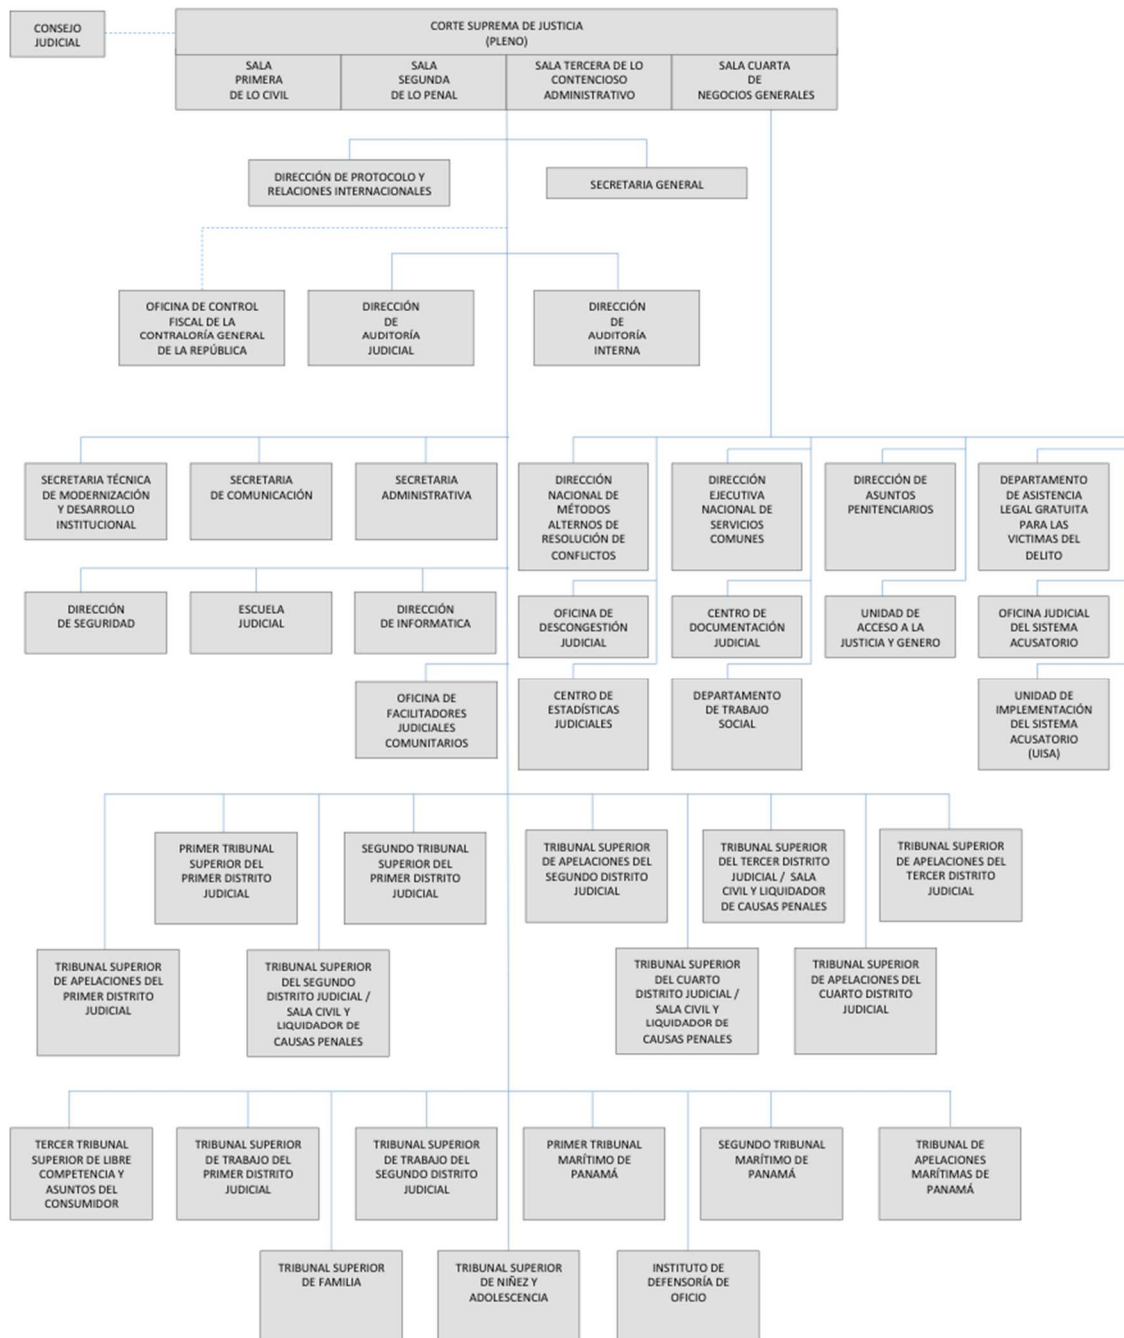 CONSEJO
JUDICIAL
CORTE SUPREMA DE JUSTICIA
(PLENO)
SALA
PRIMERA
DE LO CIVIL
SALA
SEGUNDA
DE LO PENAL
SALA TERCERA DE LO
CONTENCIOSO
ADMINISTRATIVO
SALA CUARTA
DE
NEGOCIOS GENERALES
DIRECCIÓN DE PROTOCOLO Y
RELACIONES INTERNACIONALES
SECRETARIA GENERAL
OFICINA DE CONTROL
FISCAL DE LA
CONTRALORÍA GENERAL
DE LA REPÚBLICA
DIRECCIÓN
DE
AUDITORÍA
JUDICIAL
DIRECCIÓN
DE
AUDITORÍA
INTERNA
SECRETARIA TÉCNICA
DE MODERNIZACIÓN
Y DESARROLLO
INSTITUCIONAL
SECRETARIA
DE COMUNICACIÓN
SECRETARIA
ADMINISTRATIVA
DIRECCIÓN
NACIONAL DE
MÉTODOS
ALTERNOS DE
RESOLUCIÓN DE
CONFLICTOS
DIRECCIÓN
EJECUTIVA
NACIONAL DE
SERVICIOS
COMUNES
DIRECCIÓN DE
ASUNTOS
PENITENCIARIOS
DEPARTAMENTO
DE ASISTENCIA
LEGAL GRATUITA
PARA LAS
VICTIMAS DEL
DELITO
DIRECCIÓN
DE SEGURIDAD
ESCUELA
JUDICIAL
DIRECCIÓN
DE INFORMATICA
OFICINA DE
DESCONGESTIÓN
JUDICIAL
CENTRO DE
DOCUMENTACIÓN
JUDICIAL
UNIDAD DE
ACCESO A LA
JUSTICIA Y GENERO
OFICINA JUDICIAL
DEL SISTEMA
ACUSATORIO
OFICINA DE
FACILITADORES
JUDICIALES
COMUNITARIOS
CENTRO DE
ESTADÍSTICAS
JUDICIALES
DEPARTAMENTO
DE TRABAJO
SOCIAL
UNIDAD DE
IMPLEMENTACIÓN
DEL SISTEMA
ACUSATORIO
(UISA)
PRIMER TRIBUNAL
SUPERIOR DEL
PRIMER DISTRITO
JUDICIAL
SEGUNDO TRIBUNAL
SUPERIOR DEL
PRIMER DISTRITO
JUDICIAL
TRIBUNAL SUPERIOR
DE APELACIONES DEL
SEGUNDO DISTRITO
JUDICIAL
TRIBUNAL SUPERIOR
DEL TERCER DISTRITO
JUDICIAL / SALA
CIVIL Y LIQUIDADOR
DE CAUSAS PENALES
TRIBUNAL SUPERIOR
DE APELACIONES DEL
TERCER DISTRITO
JUDICIAL
TRIBUNAL SUPERIOR
DE APELACIONES DEL
PRIMER DISTRITO
JUDICIAL
TRIBUNAL SUPERIOR
DEL SEGUNDO
DISTRITO JUDICIAL /
SALA CIVIL Y
LIQUIDADOR DE
CAUSAS PENALES
TRIBUNAL SUPERIOR
DEL CUARTO
DISTRITO JUDICIAL /
SALA CIVIL Y
LIQUIDADOR DE
CAUSAS PENALES
TRIBUNAL SUPERIOR
DE APELACIONES DEL
CUARTO DISTRITO
JUDICIAL
TERCER TRIBUNAL
SUPERIOR DE LIBRE
COMPETENCIA Y
ASUNTOS DEL
CONSUMIDOR
TRIBUNAL SUPERIOR
DE TRABAJO DEL
PRIMER DISTRITO
JUDICIAL
TRIBUNAL SUPERIOR
DE TRABAJO DEL
SEGUNDO DISTRITO
JUDICIAL
PRIMER TRIBUNAL
MARÍTIMO DE
PANAMÁ
SEGUNDO TRIBUNAL
MARÍTIMO DE
PANAMÁ
TRIBUNAL DE
APELACIONES
MARÍTIMAS DE
PANAMÁ
TRIBUNAL SUPERIOR
DE FAMILIA
TRIBUNAL SUPERIOR
DE NIÑEZ Y
ADOLESCENCIA
INSTITUTO DE
DEFENSORÍA DE
OFICIO